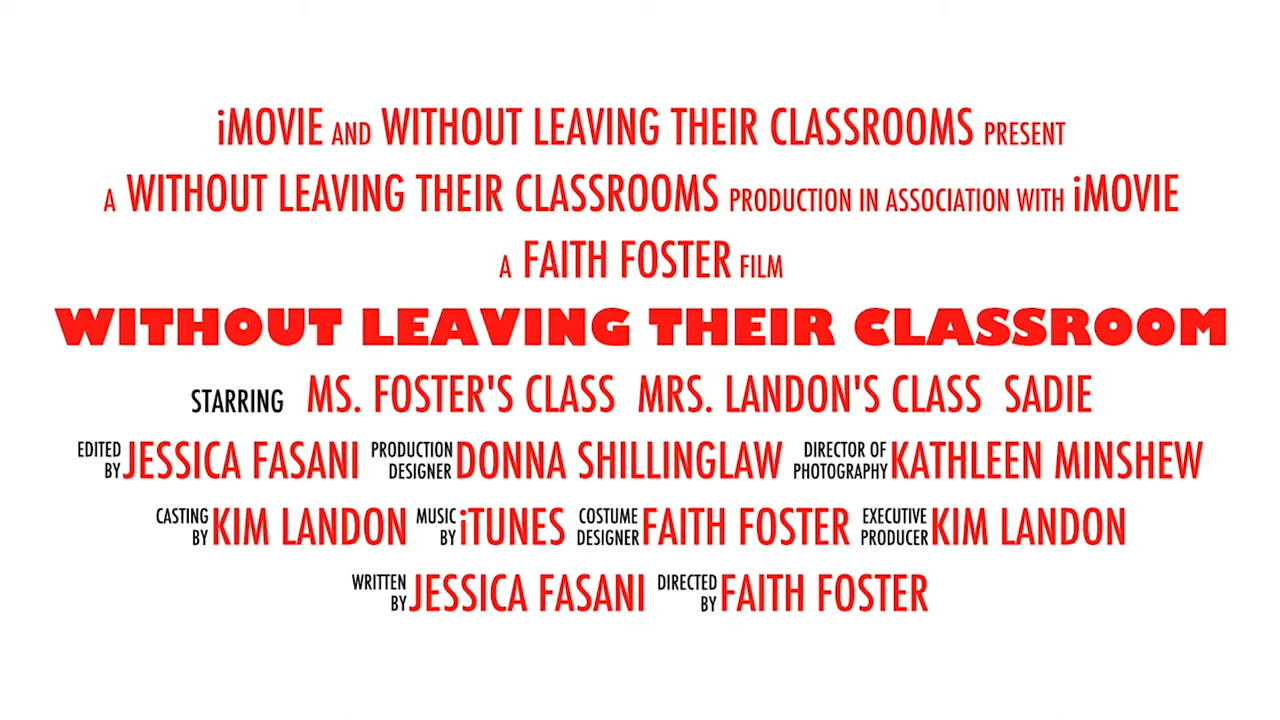 iMOVIE AND WITHOUT LEAVING THEIR CLASSROOMS PRESENT
A WITHOUT LEAVING THEIR CLASSROOMS PRODUCTION IN ASSOCIATION WITH iMOVIE
A FAITH FOSTER FILM
WITHOUT LEAVING THEIR CLASSROOM
STARRING MS. FOSTER'S CLASS MRS. LANDON'S CLASS SADIE
EDITED BY JESSICA FASANI PRODUCTION DESIGNER DONNA SHILLINGLAW DIRECTOR OF PHOTOGRAPHY KATHLEEN MINSHEW
CASTING BY KIM LANDON MUSIC BY iTUNES COSTUME DESIGNER FAITH FOSTER EXECUTIVE PRODUCER KIM LANDON
WRITTEN BY JESSICA FASANI DIRECTED BY FAITH FOSTER